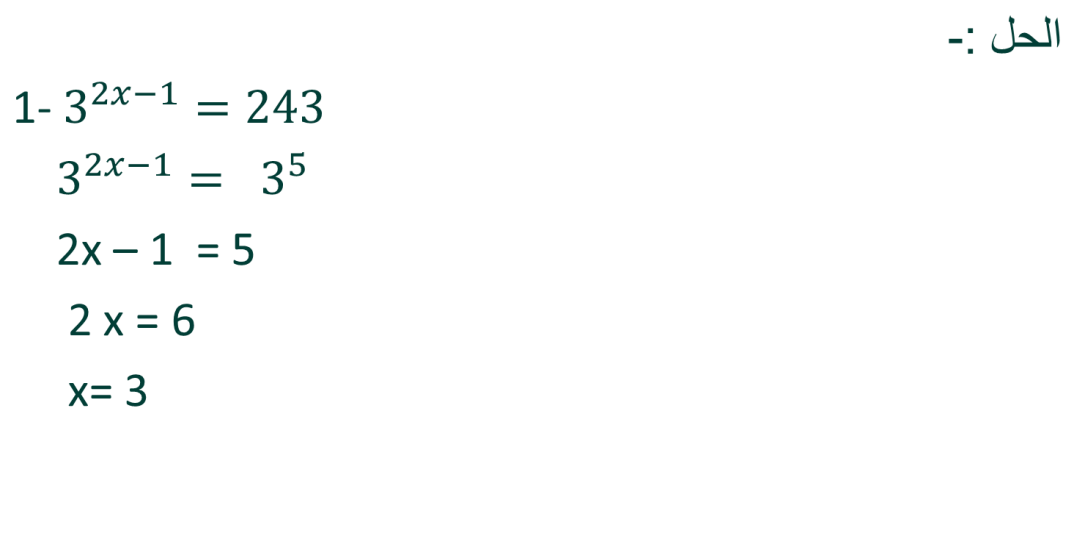 الحل :-
1- 3^{2x−1} = 243
3^{2x−1} = 3^5
2x – 1 = 5
2 x = 6
x= 3